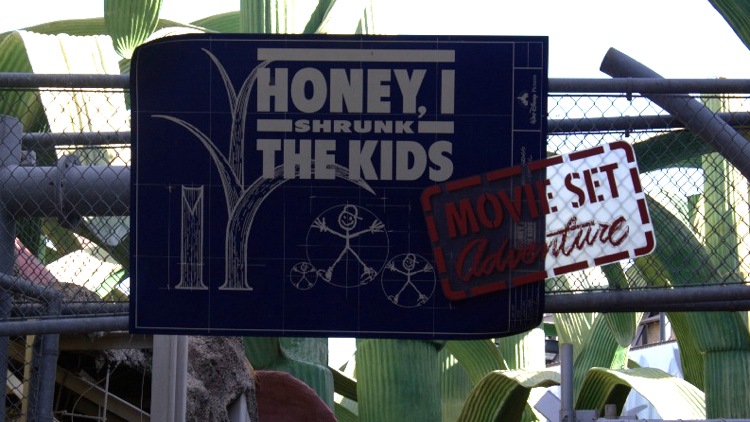 HONEY, I
SHRUNK
THE KIDS
MOVIE SET
Adventure